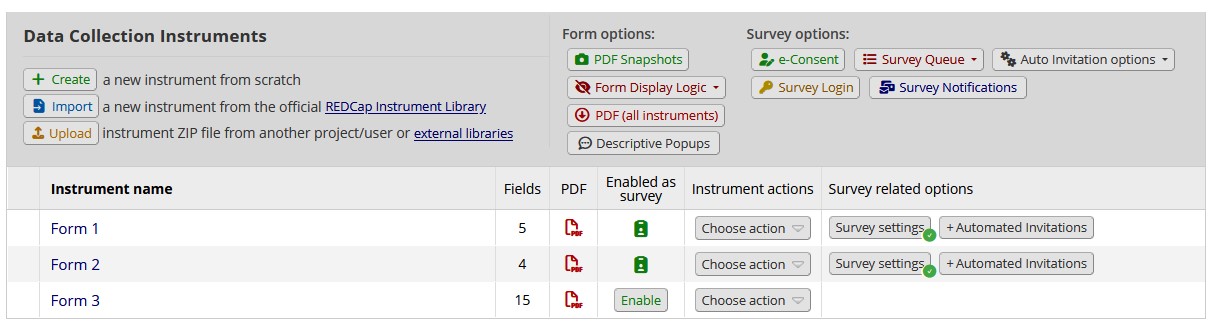 Data Collection Instruments
Create a new instrument from scratch
Import a new instrument from the official REDCap Instrument Library
Upload instrument ZIP file from another project/user or external libraries
Form options:
PDF Snapshots
Form Display Logic
PDF (all instruments)
Descriptive Popups
Survey options:
e-Consent Survey Queue Auto Invitation options
Survey Login Survey Notifications
Instrument name Fields PDF Enabled as survey Instrument actions Survey related options
Form 1 5 PDF Choose action Survey settings + Automated Invitations
Form 2 4 PDF Choose action Survey settings + Automated Invitations
Form 3 15 PDF Enable Choose action